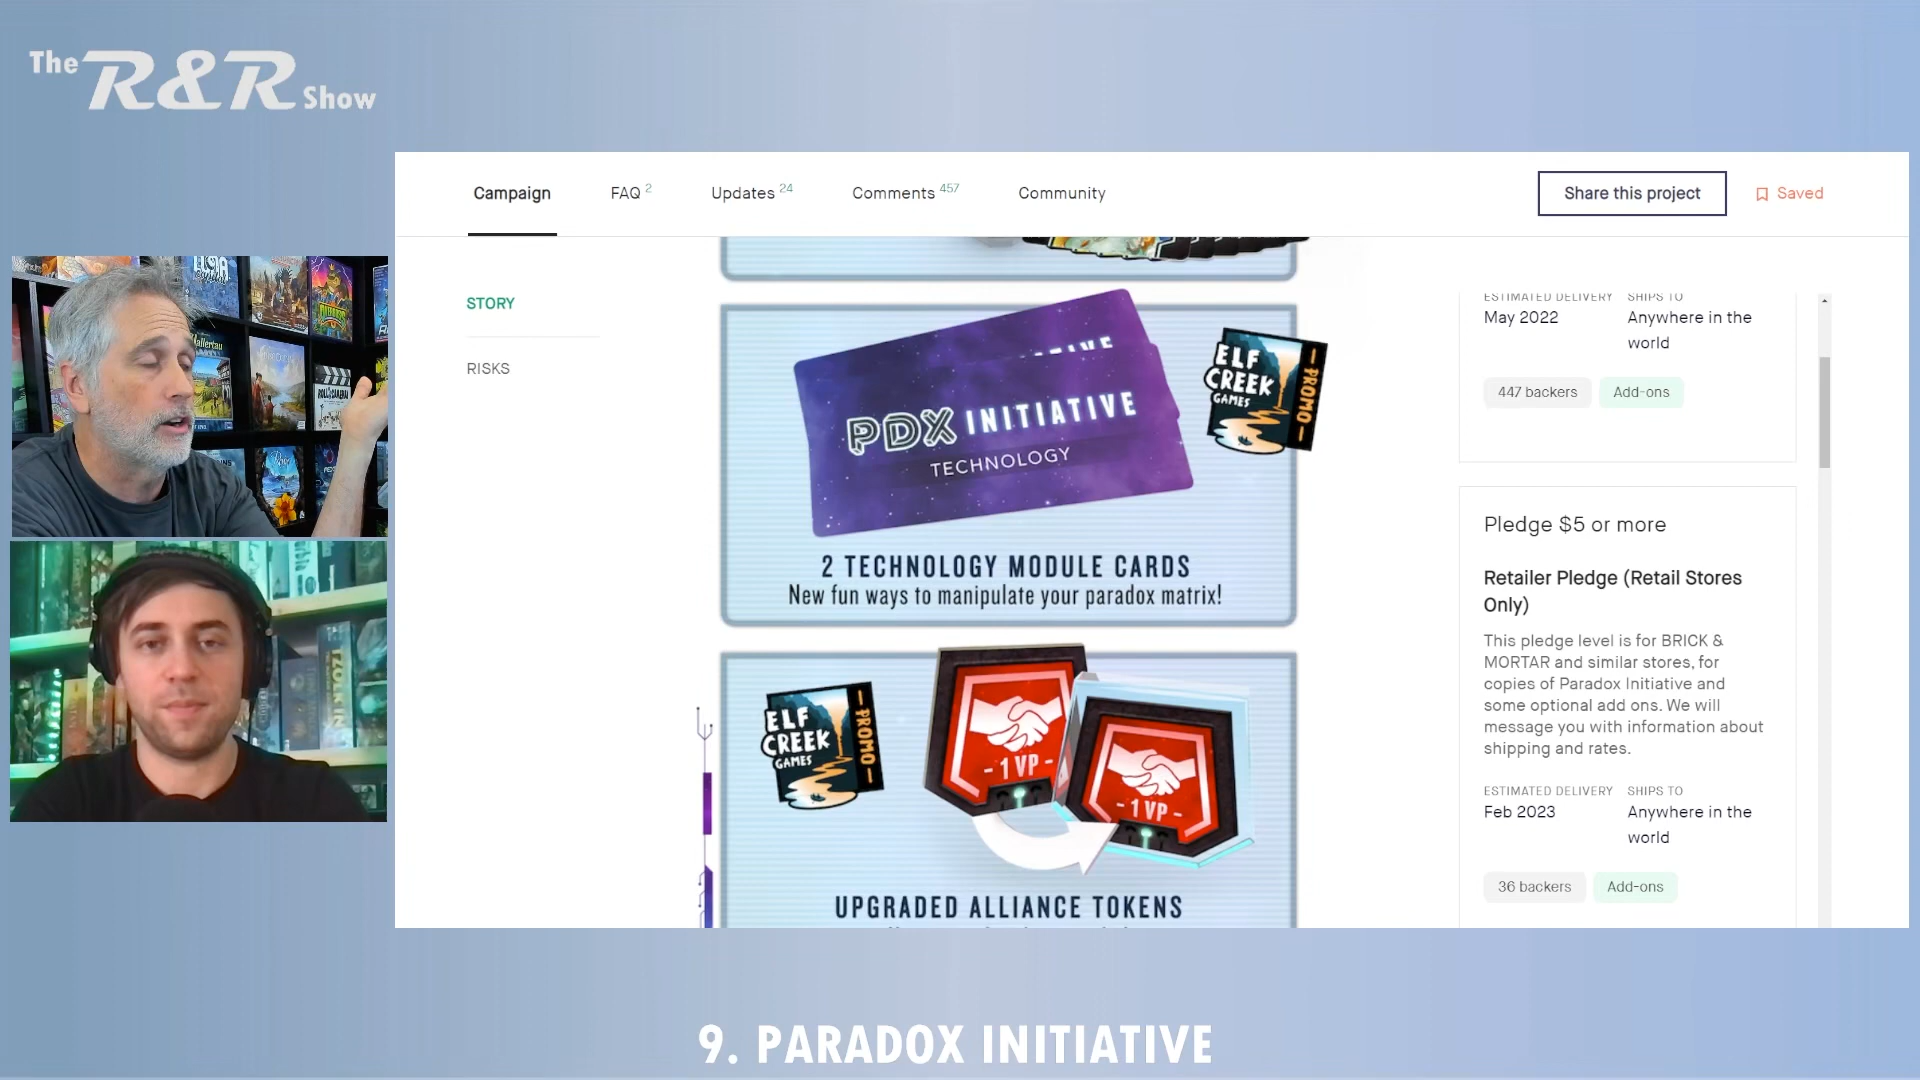 The R&R Show
Campaign
FAQ 2
Updates 24
Comments 457
Community
Share this project
Saved
STORY
RISKS
PDX INITIATIVE
TECHNOLOGY
ELF
CREEK
GAMES
— PROMO —
2 TECHNOLOGY MODULE CARDS
New fun ways to manipulate your paradox matrix!
ELF
CREEK
GAMES
— PROMO —
- 1 VP -
- 1 VP -
UPGRADED ALLIANCE TOKENS
ESTIMATED DELIVERY
SHIPS TO
May 2022
Anywhere in the
world
447 backers
Add-ons
Pledge $5 or more
Retailer Pledge (Retail Stores
Only)
This pledge level is for BRICK &
MORTAR and similar stores, for
copies of Paradox Initiative and
some optional add ons. We will
message you with information about
shipping and rates.
ESTIMATED DELIVERY
SHIPS TO
Feb 2023
Anywhere in the
world
36 backers
Add-ons
TZOLKIN
9. PARADOX INITIATIVE